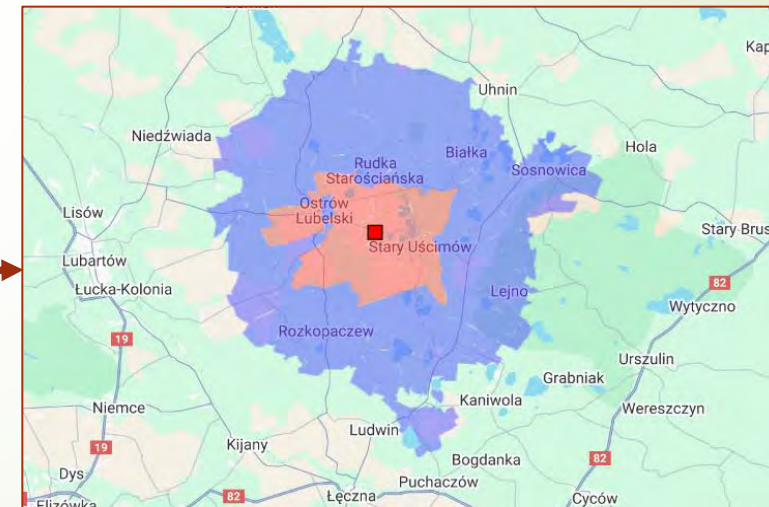 Uhnin
Kap
Niedźwiada
Białka
Hola
Rudka
Starościańska
Sosnowica
Lisów
Ostrów
Lubelski
Stary Brus
Stary Uścimów
Lubartów
82
Łucka-Kolonia
Lejno
Wytyczno
19
Rozkopaczew
Urszulin
Grabniak
Niemce
Kaniwola
Wereszczyn
Ludwin
19
Kijany
82
Bogdanka
Dys
Puchaczów
82
Łęczna
Cyców
Elizówka